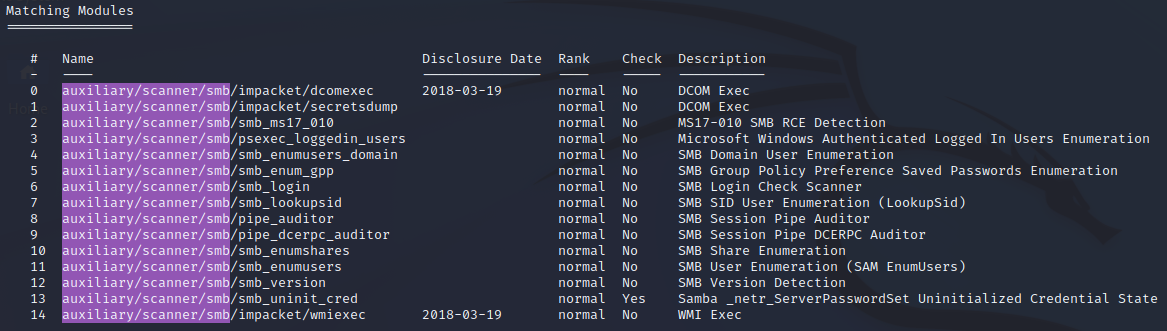 Matching Modules
================
# Name Disclosure Date Rank Check Description
- ---- --------------- ---- ----- -----------
0 auxiliary/scanner/smb/impacket/dcomexec 2018-03-19 normal No DCOM Exec
1 auxiliary/scanner/smb/impacket/secretsdump normal No DCOM Exec
2 auxiliary/scanner/smb/smb_ms17_010 normal No MS17-010 SMB RCE Detection
3 auxiliary/scanner/smb/psexec_loggedin_users normal No Microsoft Windows Authenticated Logged In Users Enumeration
4 auxiliary/scanner/smb/smb_enumusers_domain normal No SMB Domain User Enumeration
5 auxiliary/scanner/smb/smb_enum_gpp normal No SMB Group Policy Preference Saved Passwords Enumeration
6 auxiliary/scanner/smb/smb_login normal No SMB Login Check Scanner
7 auxiliary/scanner/smb/smb_lookupsid normal No SMB SID User Enumeration (LookupSid)
8 auxiliary/scanner/smb/pipe_auditor normal No SMB Session Pipe Auditor
9 auxiliary/scanner/smb/pipe_dcerpc_auditor normal No SMB Session Pipe DCERPC Auditor
10 auxiliary/scanner/smb/smb_enumshares normal No SMB Share Enumeration
11 auxiliary/scanner/smb/smb_enumusers normal No SMB User Enumeration (SAM EnumUsers)
12 auxiliary/scanner/smb/smb_version normal No SMB Version Detection
13 auxiliary/scanner/smb/smb_uninit_cred normal Yes Samba _netr_ServerPasswordSet Uninitialized Credential State
14 auxiliary/scanner/smb/impacket/wmiexec 2018-03-19 normal No WMI Exec